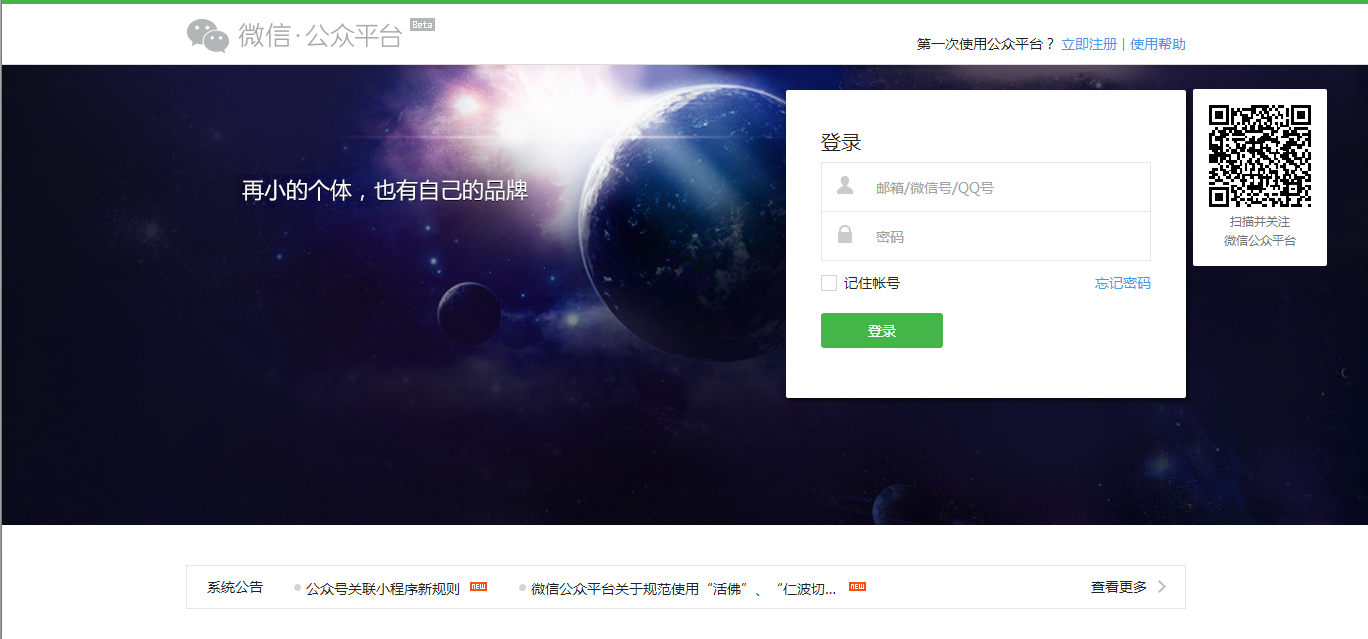 微信·公众平台 Beta
第一次使用公众平台？ 立即注册 | 使用帮助
再小的个体，也有自己的品牌
登录
邮箱/微信号/QQ号
密码
记住帐号 忘记密码
登录
扫描并关注
微信公众平台
系统公告 公众号关联小程序新规则 NEW 微信公众平台关于规范使用“活佛”、“仁波切... NEW 查看更多